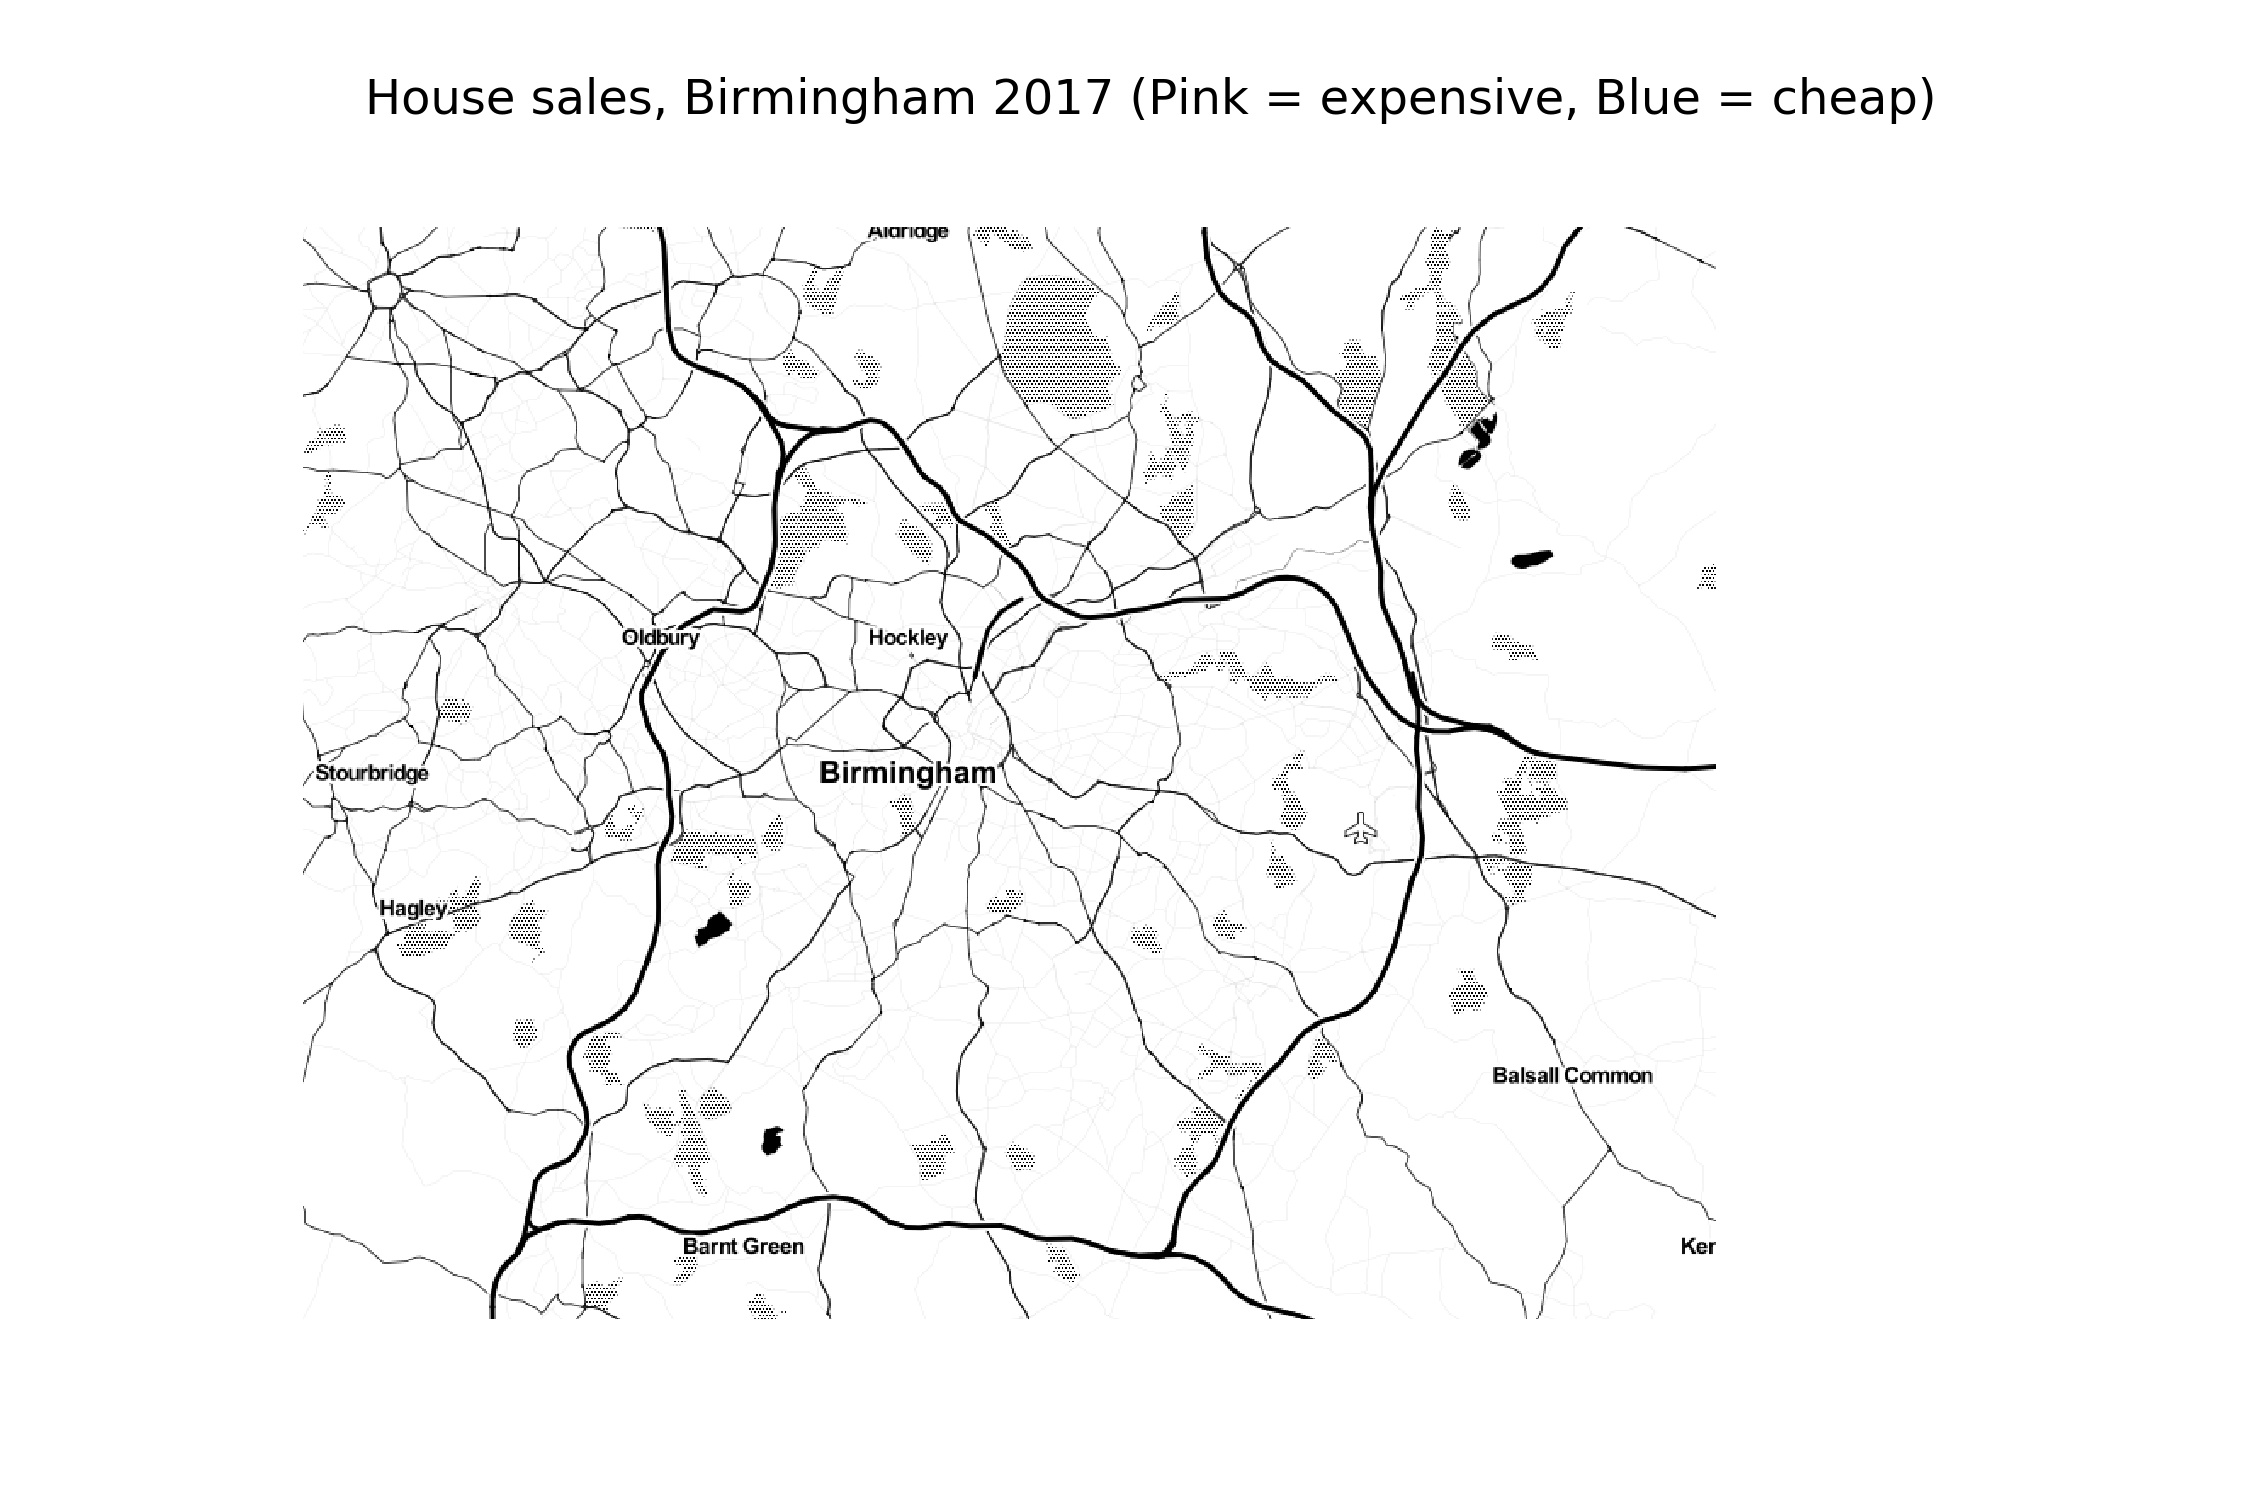 House sales, Birmingham 2017 (Pink = expensive, Blue = cheap)
Aldridge
Oldbury
Hockley
Stourbridge
Birmingham
Hagley
Balsall Common
Barnt Green
Ker